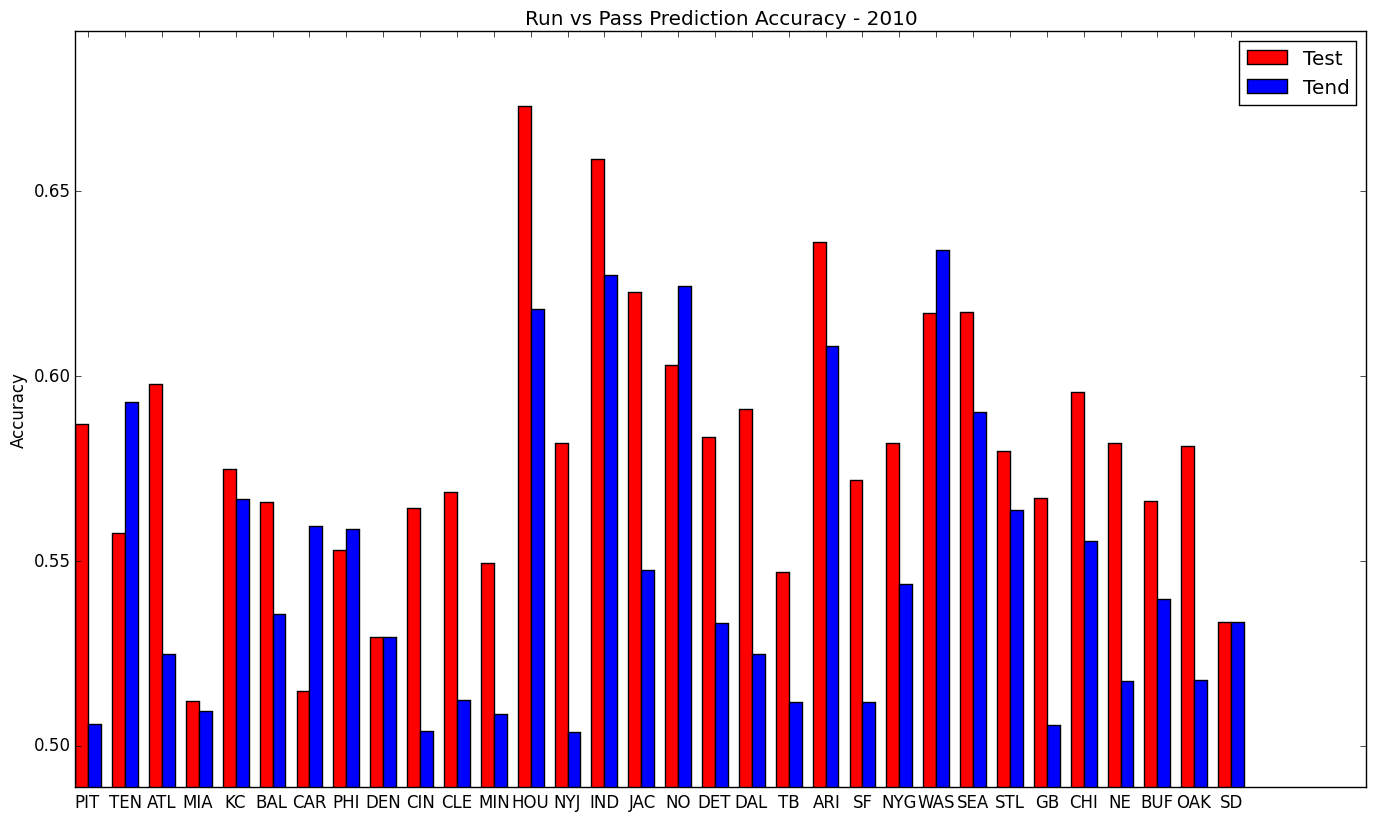 Run vs Pass Prediction Accuracy - 2010
Test
Tend
0.65
0.60
0.55
0.50
Accuracy
PIT TEN ATL MIA KC BAL CAR PHI DEN CIN CLE MIN HOU NYJ IND JAC NO DET DAL TB ARI SF NYG WAS SEA STL GB CHI NE BUF OAK SD